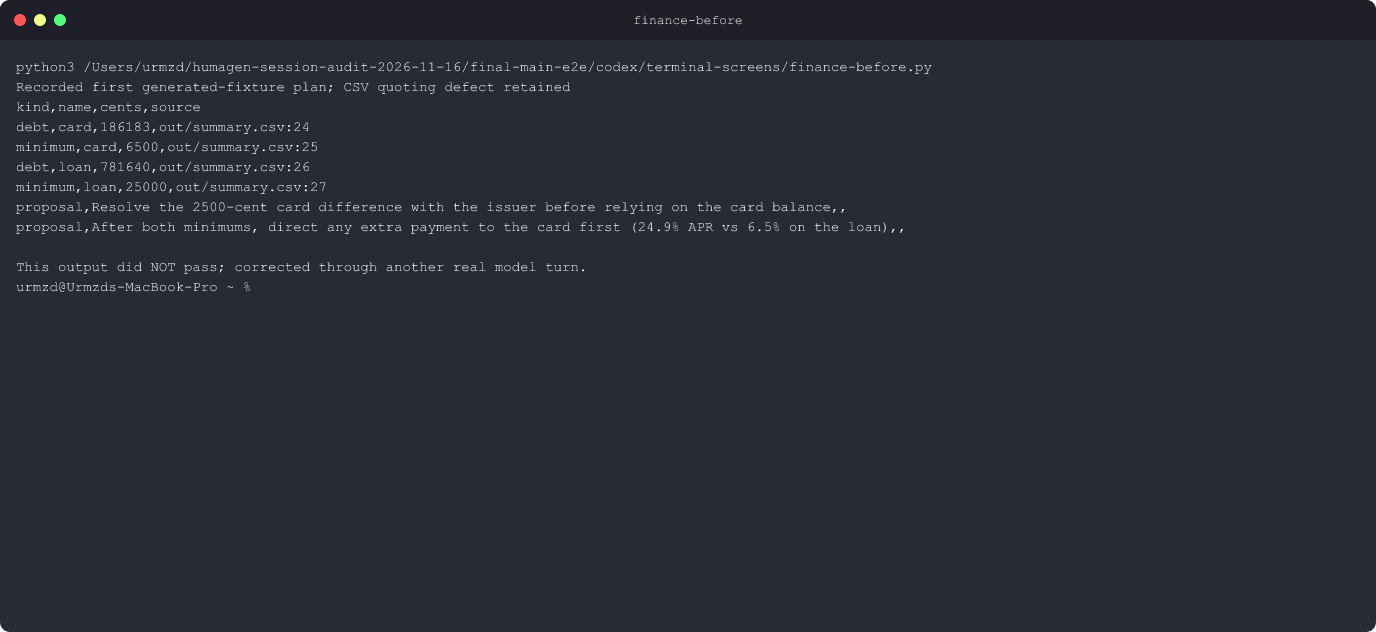 finance-before
python3 /Users/urmzd/humagen-session-audit-2026-11-16/final-main-e2e/codex/terminal-screens/finance-before.py
Recorded first generated-fixture plan; CSV quoting defect retained
kind,name,cents,source
debt,card,186183,out/summary.csv:24
minimum,card,6500,out/summary.csv:25
debt,loan,781640,out/summary.csv:26
minimum,loan,25000,out/summary.csv:27
proposal,Resolve the 2500-cent card difference with the issuer before relying on the card balance,,
proposal,After both minimums, direct any extra payment to the card first (24.9% APR vs 6.5% on the loan),,
This output did NOT pass; corrected through another real model turn.
urmzd@Urmzds-MacBook-Pro ~ %